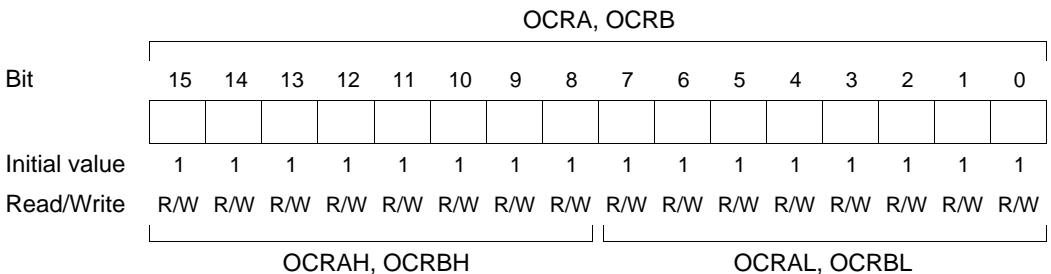 OCRA, OCRB
Bit 15 14 13 12 11 10 9 8 7 6 5 4 3 2 1 0
Initial value 1 1 1 1 1 1 1 1 1 1 1 1 1 1 1 1
Read/Write R/W R/W R/W R/W R/W R/W R/W R/W R/W R/W R/W R/W R/W R/W R/W R/W
OCRAH, OCRBH OCRAL, OCRBL